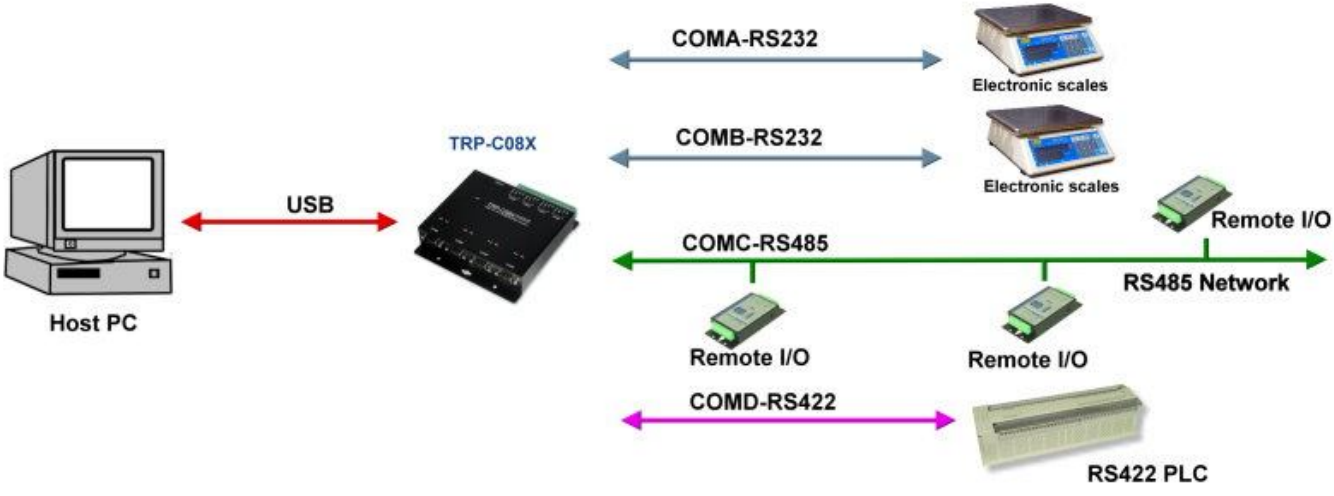 COMA-RS232
Electronic scales
TRP-C08X
COMB-RS232
Electronic scales
USB
Remote I/O
COMC-RS485
RS485 Network
Host PC
Remote I/O
Remote I/O
COMD-RS422
RS422 PLC